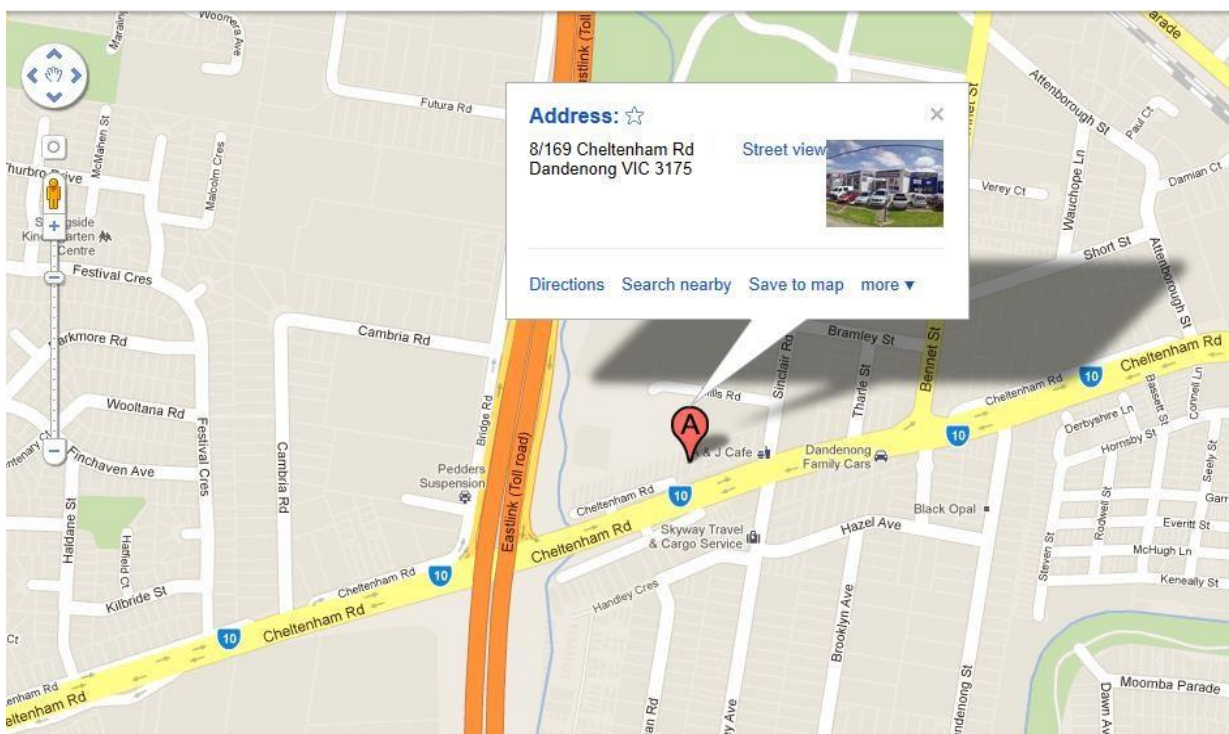 Woomera Ave
Futura Rd
McMahen St
Malcolm Cres
Festival Cres
Eastlink (Toll
Address:
8/169 Cheltenham Rd
Dandenong VIC 3175
Street view
Directions Search nearby Save to map more
Attenborough St
Paul Ct
Damian Ct
Verey Ct
Wauchope Ln
Short St
Attenborough St
Cambria Rd
Bridge Rd
Bramley St
Sinclair Rd
Tharle St
Bennet St
Cheltenham Rd
10
Cheltenham Rd
Wooltana Rd
Finchaven Ave
Festival Cres
Cambria Rd
Pedders
Suspension
Eastlink (Toll road)
A
& J Cafe
Dandenong
Family Cars
10
Derbyshire Ln
Bassett St
Connell Ln
Hornsby St
Seely St
Cheltenham Rd
10
Cheltenham Rd
Skyway Travel
& Cargo Service
Hazel Ave
Black Opal
Rodwell St
Everitt St
McHugh Ln
Keneally St
Steven St
Haldane St
Hatfield Ct
Kilbride St
Cheltenham Rd
10
Handley Cres
Brooklyn Ave
10
Cheltenham Rd
Moomba Parade